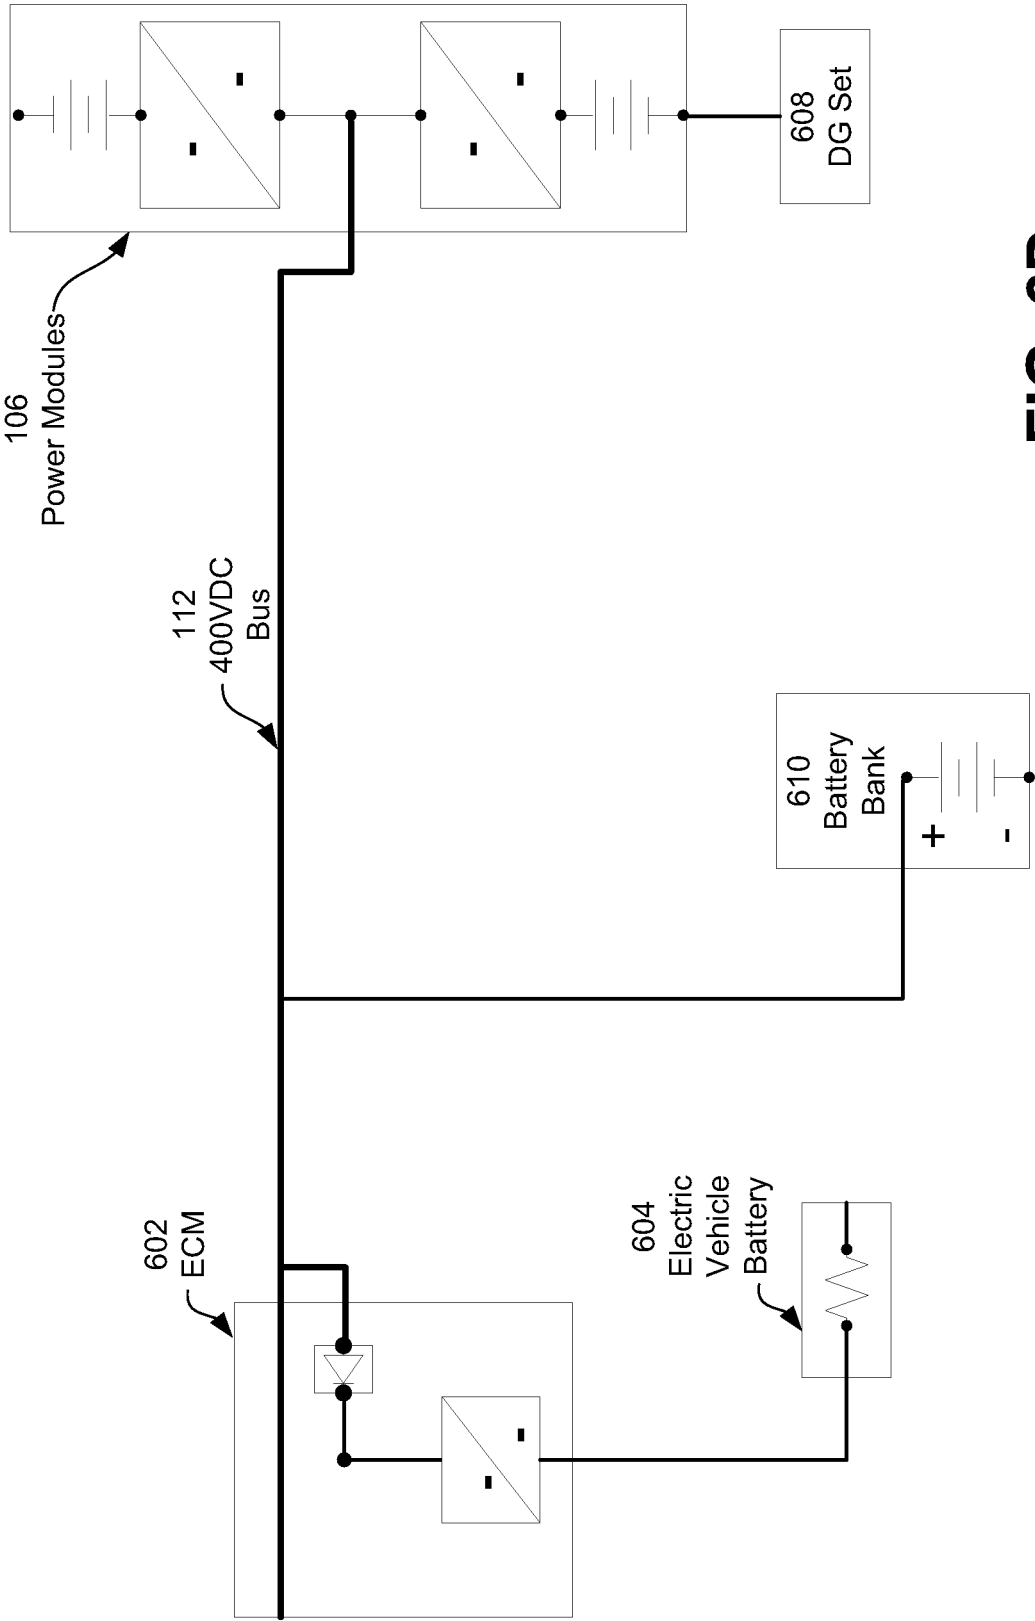 106
Power Modules
608
DG Set
112
400VDC
Bus
610
Battery
Bank
+
-
602
ECM
604
Electric
Vehicle
Battery